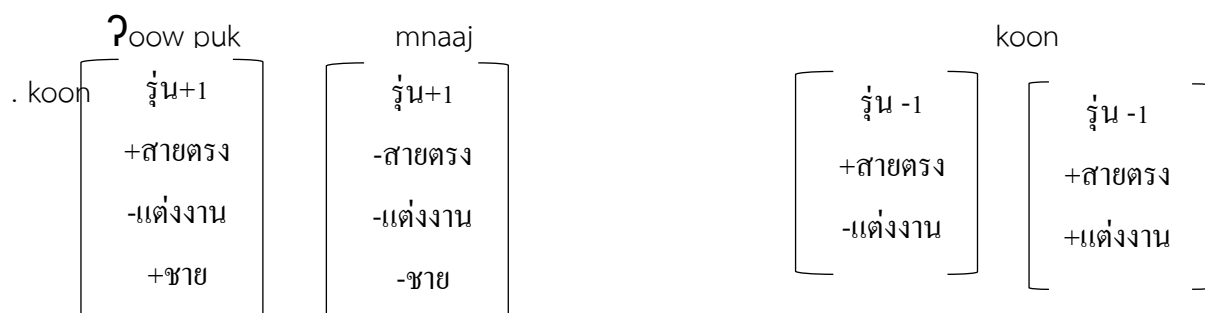 ʔoow puk mnaaj koon
. koon
รุ่น+1 รุ่น+1 รุ่น -1 รุ่น -1
+สายตรง -สายตรง +สายตรง +สายตรง
-แต่งงาน -แต่งงาน -แต่งงาน +แต่งงาน
+ชาย -ชาย